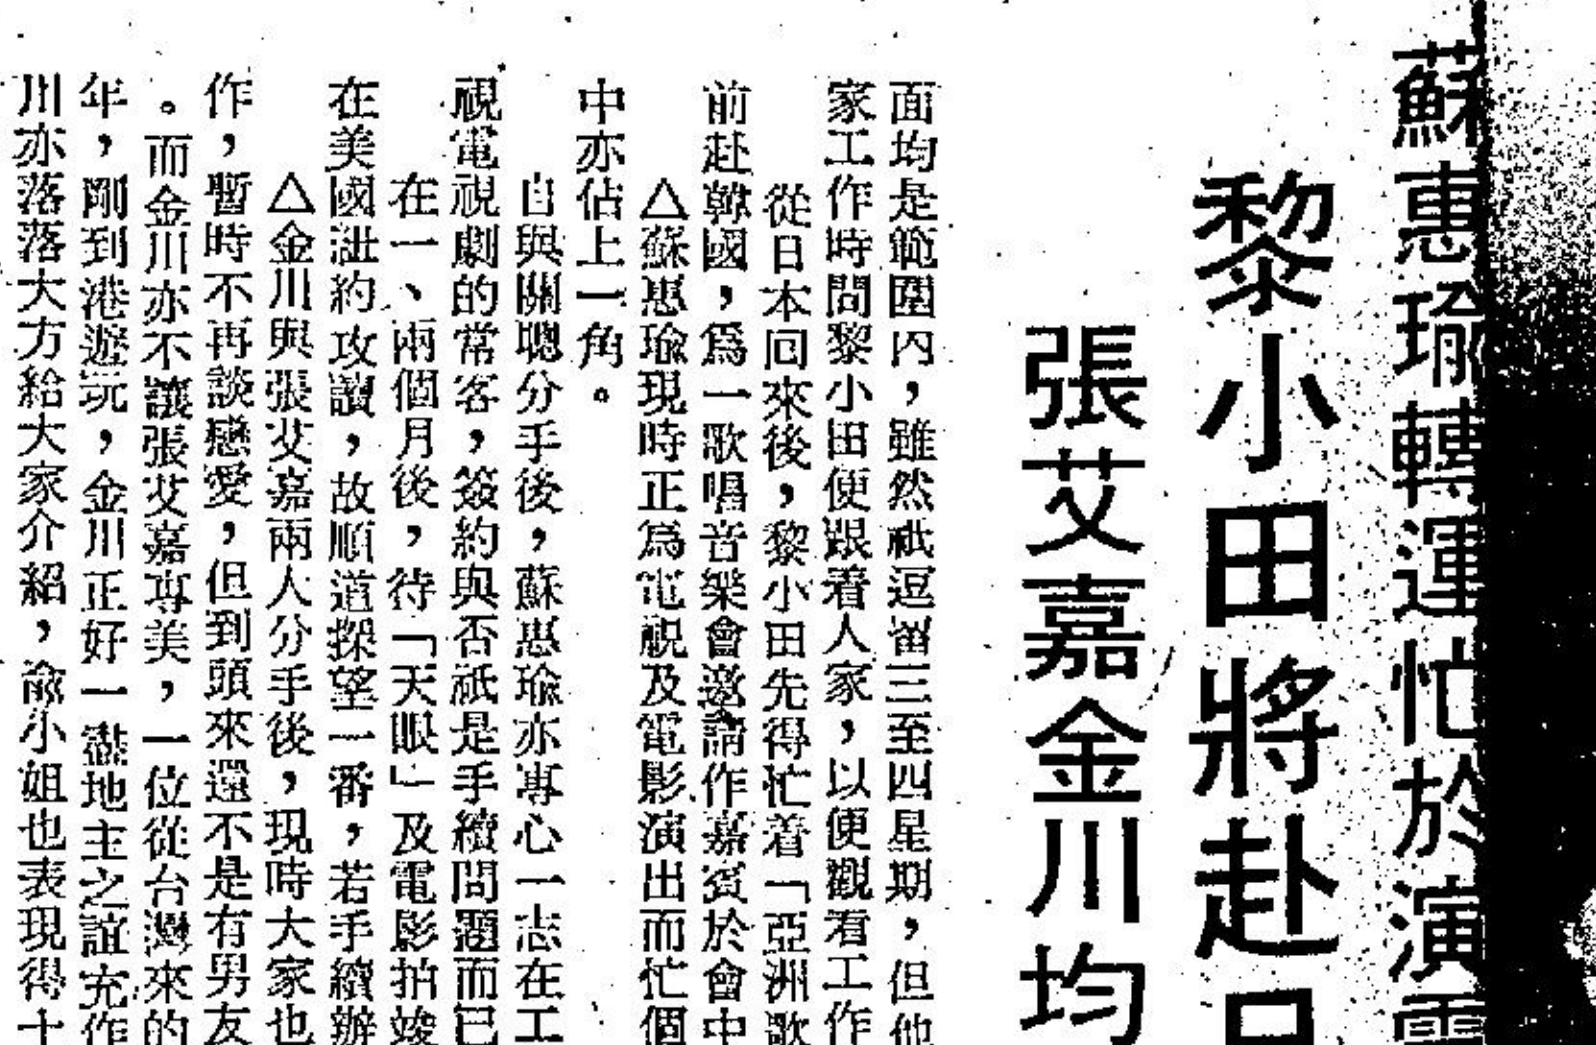 蘇惠瑜轉運忙於演電
黎小田將赴日
張艾嘉金川均
面均是範圍內，雖然祇逗留三至四星期，但他
家工作時間黎小田便跟着人家，以便觀看工作
從日本回來後，黎小田先得忙着「亞洲歌
前赴韓國，爲一歌唱音樂會邀請作嘉賓於會中
△蘇惠瑜現時正爲電視及電影演出而忙個
中亦佔上一角。
自與關聰分手後，蘇惠瑜亦專心一志在工
視電視劇的常客，簽約與否祇是手續問題而已
在一、兩個月後，待「天眼」及電影拍竣
在美國紐約攻讀，故順道探望一番，若手續辦
△金川與張艾嘉兩人分手後，現時大家也
作，暫時不再談戀愛，但到頭來還不是有男友
。而金川亦不讓張艾嘉專美，一位從台灣來的
年，剛到港遊玩，金川正好一盡地主之誼充作
川亦落落大方給大家介紹，俞小姐也表現得十